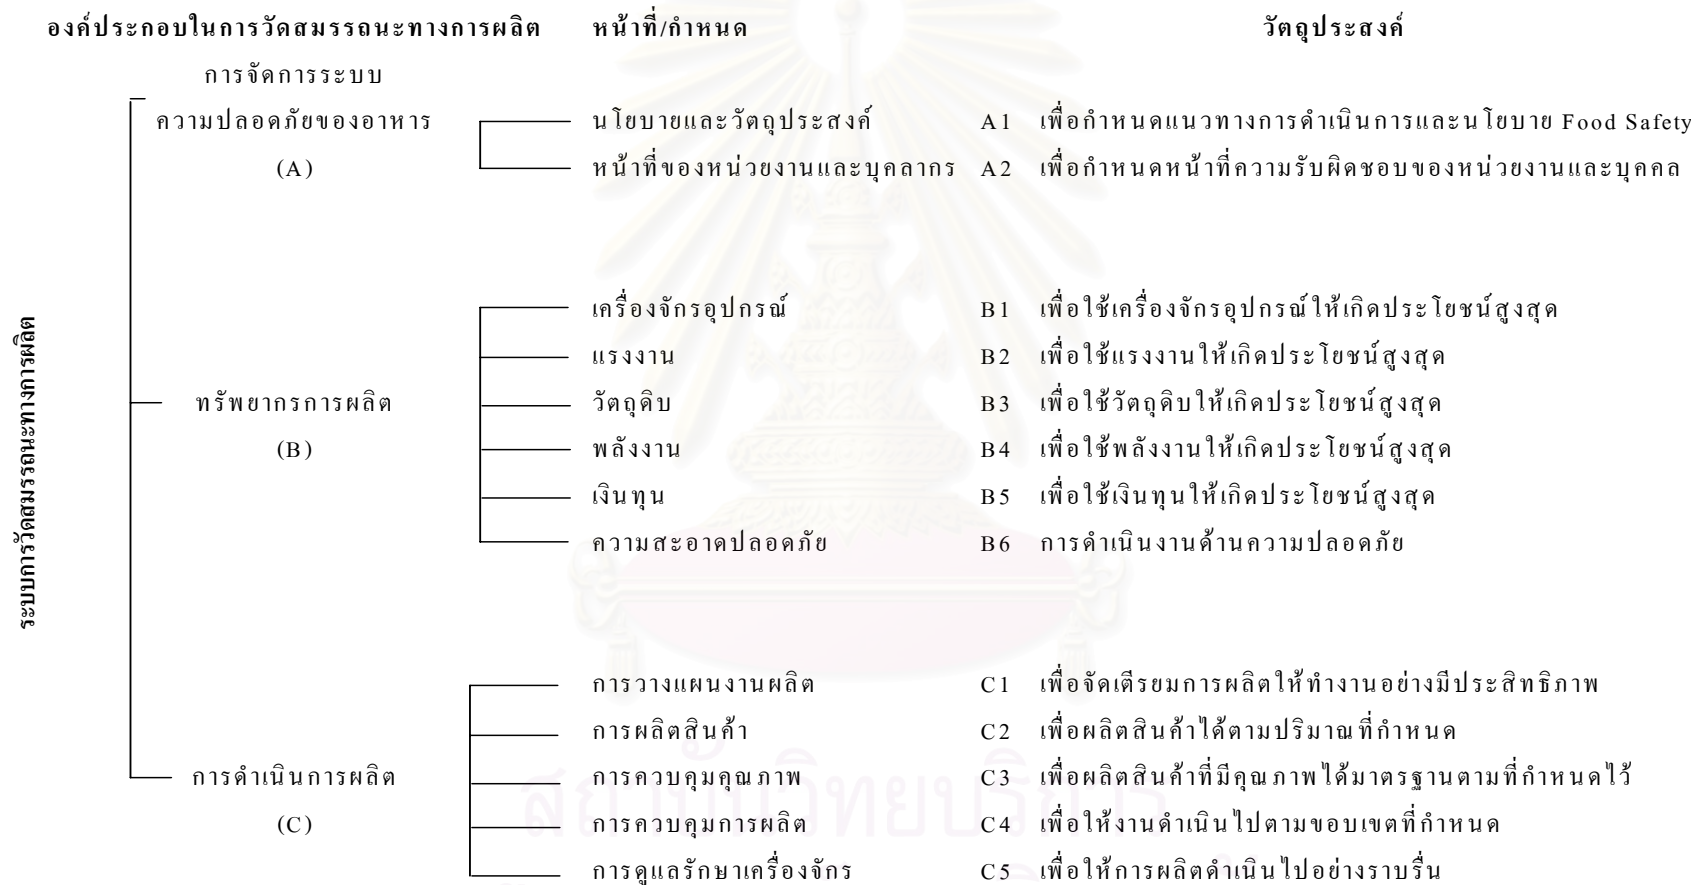 องค์ประกอบในการวัดสมรรถนะทางการผลิต หน้าที่/กำหนด วัตถุประสงค์
การจัดการระบบ
ความปลอดภัยของอาหาร นโยบายและวัตถุประสงค์ A1 เพื่อกำหนดแนวทางการดำเนินการและนโยบาย Food Safety
(A) หน้าที่ของหน่วยงานและบุคลากร A2 เพื่อกำหนดหน้าที่ความรับผิดชอบของหน่วยงานและบุคคล
ระบบการวัดสมรรถนะทางการผลิต
เครื่องจักรอุปกรณ์ B1 เพื่อใช้เครื่องจักรอุปกรณ์ให้เกิดประโยชน์สูงสุด
แรงงาน B2 เพื่อใช้แรงงานให้เกิดประโยชน์สูงสุด
ทรัพยากรการผลิต วัตถุดิบ B3 เพื่อใช้วัตถุดิบให้เกิดประโยชน์สูงสุด
(B) พลังงาน B4 เพื่อใช้พลังงานให้เกิดประโยชน์สูงสุด
เงินทุน B5 เพื่อใช้เงินทุนให้เกิดประโยชน์สูงสุด
ความสะอาดปลอดภัย B6 การดำเนินงานด้านความปลอดภัย
การวางแผนงานผลิต C1 เพื่อจัดเตรียมการผลิตให้ทำงานอย่างมีประสิทธิภาพ
การผลิตสินค้า C2 เพื่อผลิตสินค้าได้ตามปริมาณที่กำหนด
การดำเนินการผลิต การควบคุมคุณภาพ C3 เพื่อผลิตสินค้าที่มีคุณภาพได้มาตรฐานตามที่กำหนดไว้
(C) การควบคุมการผลิต C4 เพื่อให้งานดำเนินไปตามขอบเขตที่กำหนด
การดูแลรักษาเครื่องจักร C5 เพื่อให้การผลิตดำเนินไปอย่างราบรื่น
สถาบันวิทยบริการ